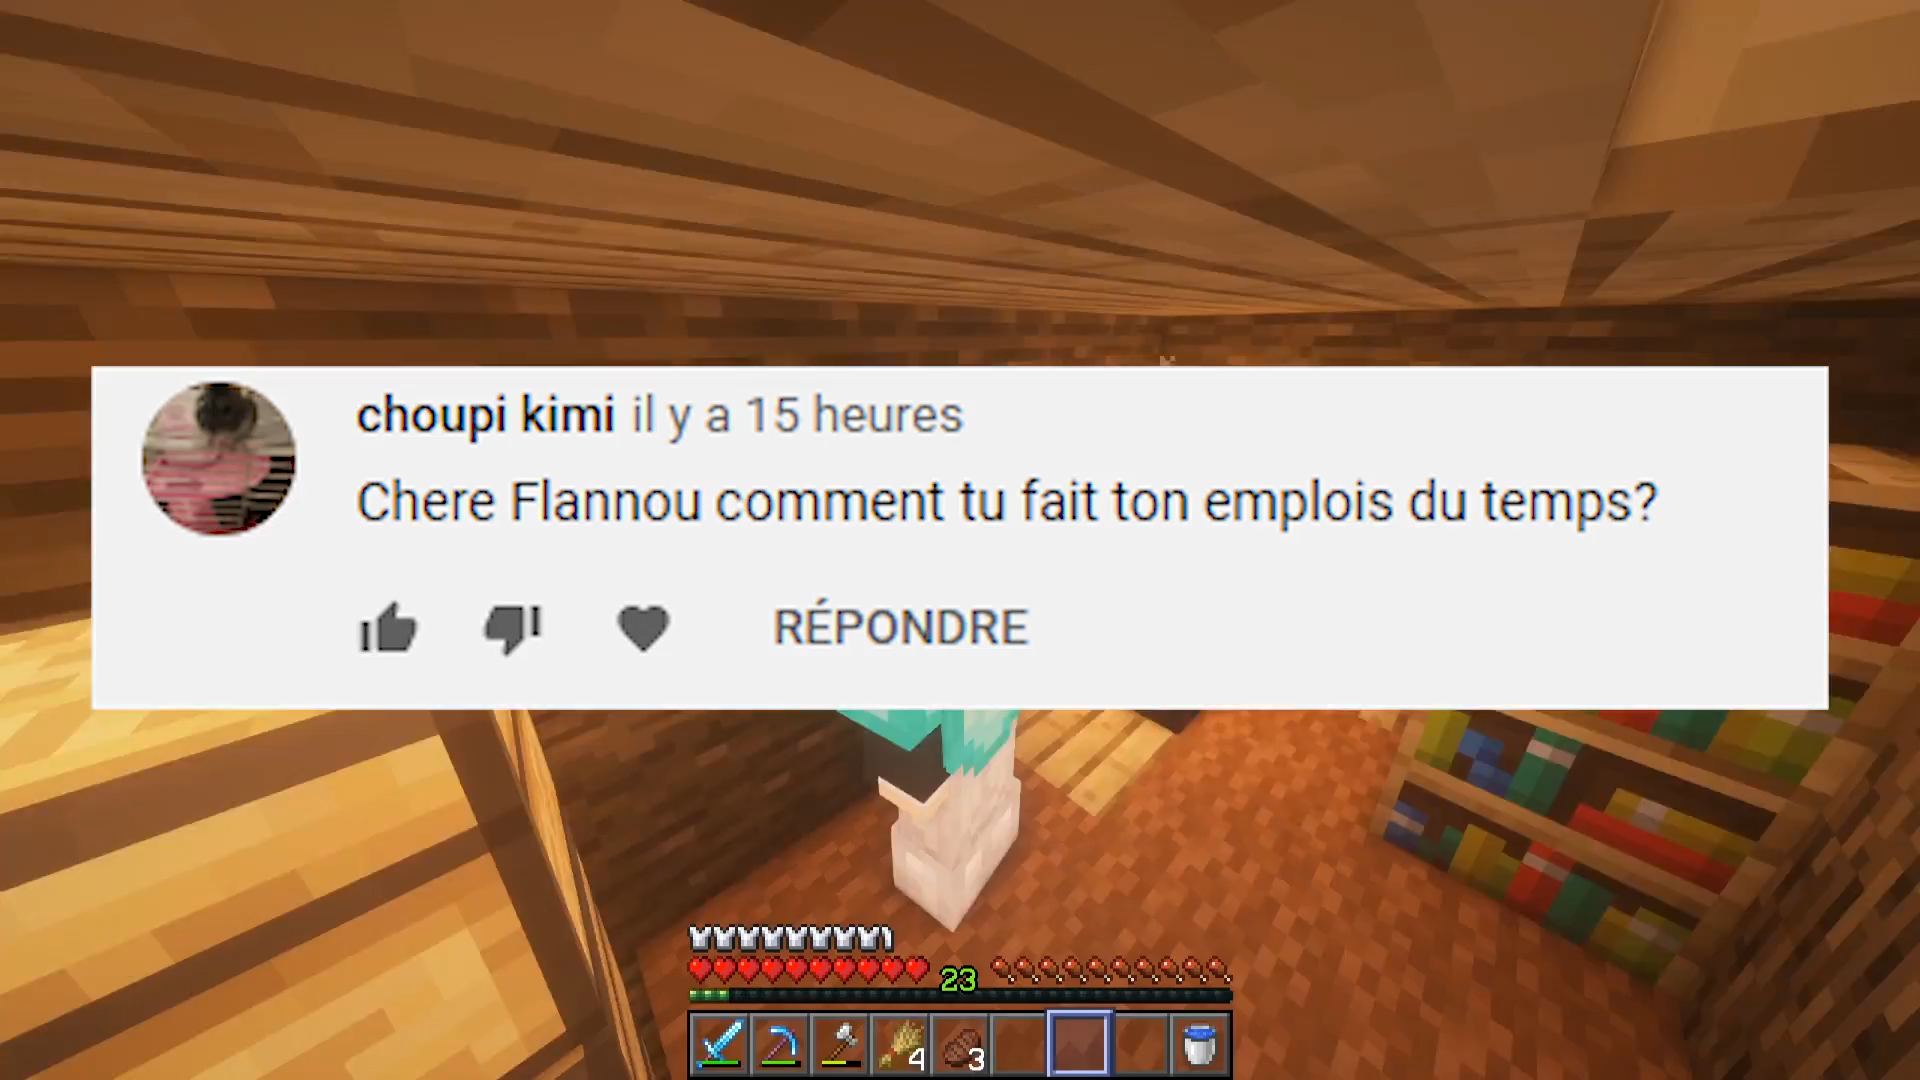 choupi kimi il y a 15 heures
Chere Flannou comment tu fait ton emplois du temps?
RÉPONDRE
23
4
3